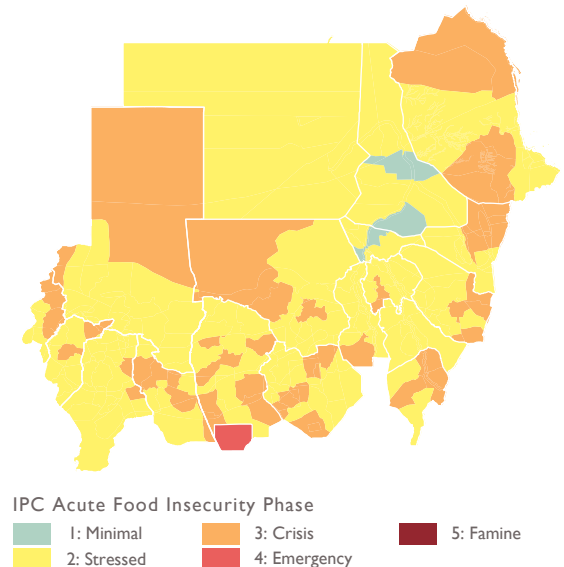 IPC Acute Food Insecurity Phase
1: Minimal
3: Crisis
5: Famine
2: Stressed
4: Emergency